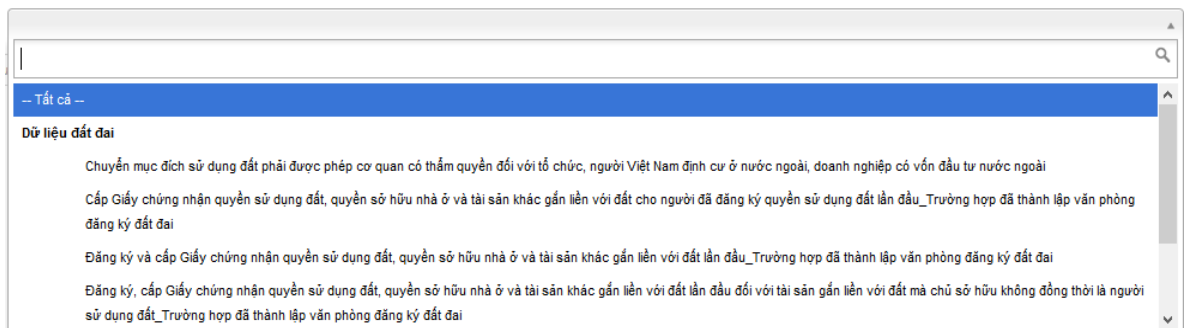 -- Tất cả --
Dữ liệu đất đai
Chuyển mục đích sử dụng đất phải được phép cơ quan có thẩm quyền đối với tổ chức, người Việt Nam định cư ở nước ngoài, doanh nghiệp có vốn đầu tư nước ngoài
Cấp Giấy chứng nhận quyền sử dụng đất, quyền sở hữu nhà ở và tài sản khác gắn liền với đất cho người đã đăng ký quyền sử dụng đất lần đầu_Trường hợp đã thành lập văn phòng
đăng ký đất đai
Đăng ký và cấp Giấy chứng nhận quyền sử dụng đất, quyền sở hữu nhà ở và tài sản khác gắn liền với đất lần đầu_Trường hợp đã thành lập văn phòng đăng ký đất đai
Đăng ký, cấp Giấy chứng nhận quyền sử dụng đất, quyền sở hữu nhà ở và tài sản khác gắn liền với đất lần đầu đối với tài sản gắn liền với đất mà chủ sở hữu không đồng thời là người
sử dụng đất_Trường hợp đã thành lập văn phòng đăng ký đất đai